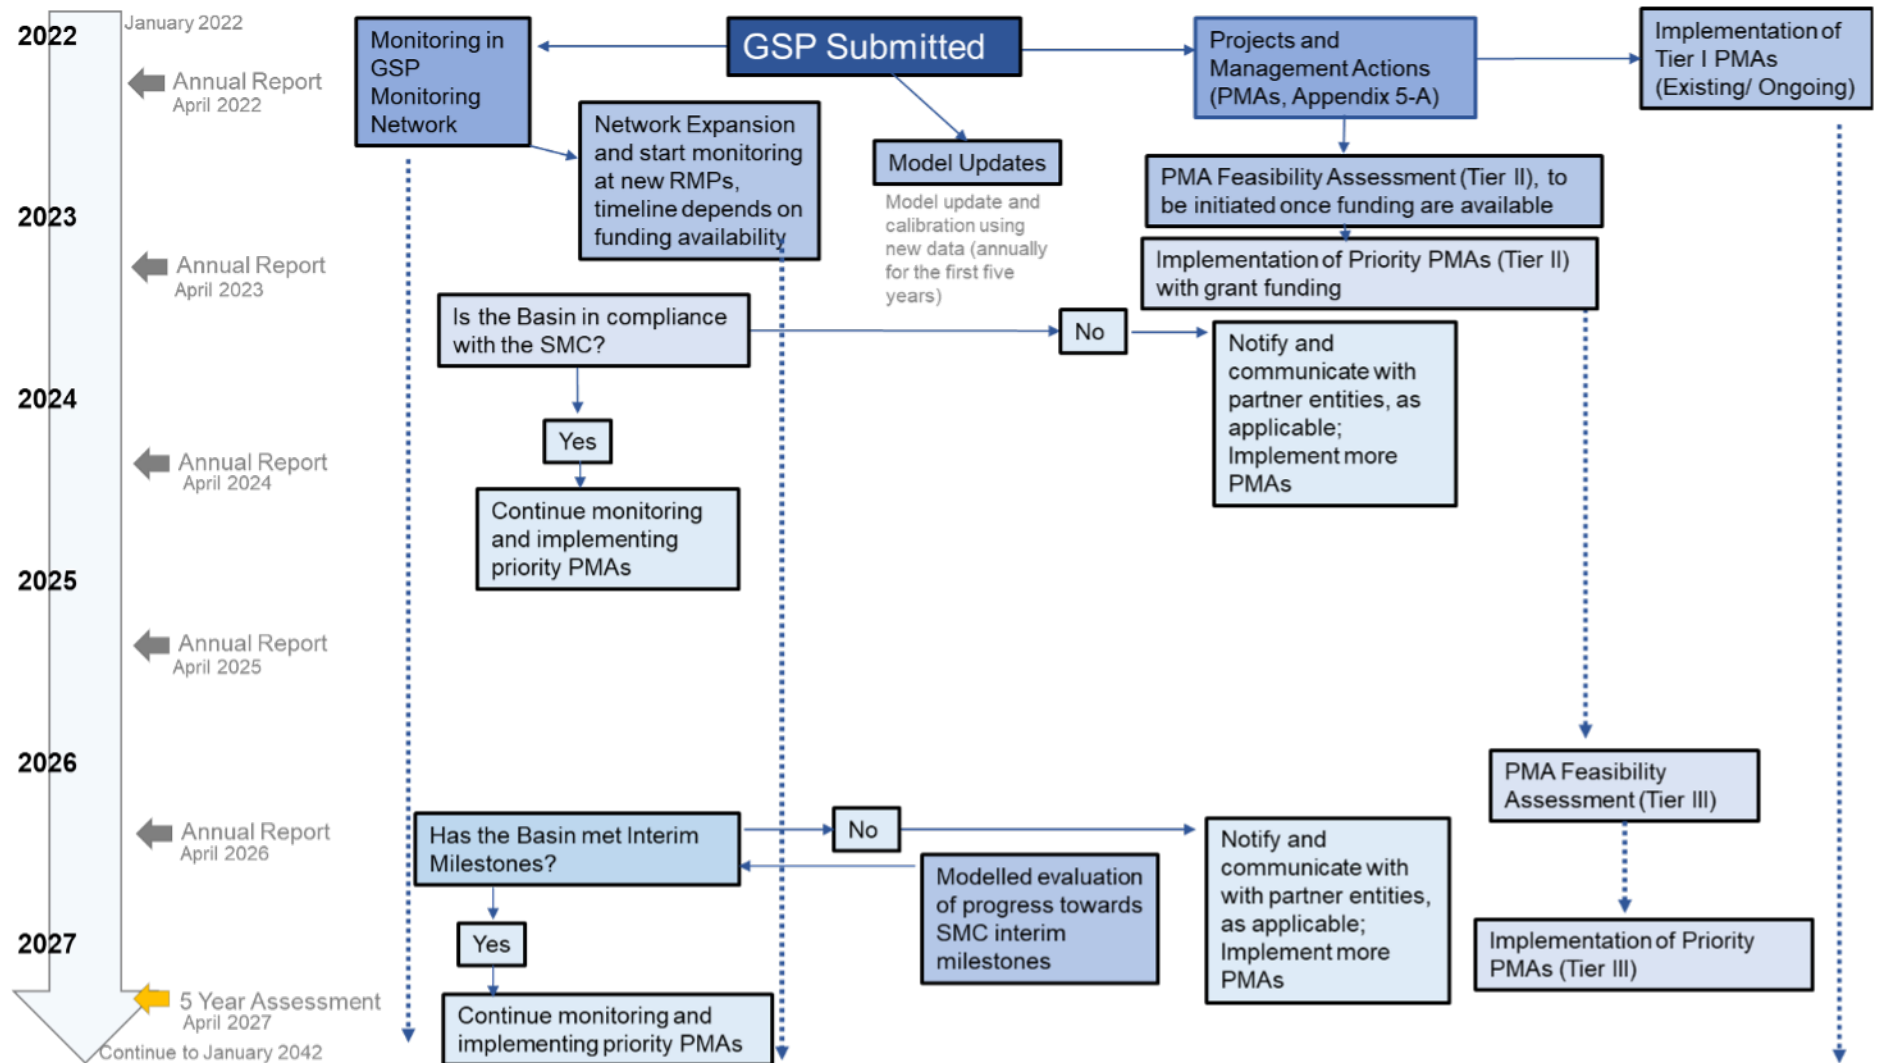 2022
January 2022
Annual Report
April 2022
2023
Annual Report
April 2023
2024
Annual Report
April 2024
2025
Annual Report
April 2025
2026
Annual Report
April 2026
2027
5 Year Assessment
April 2027
Continue to January 2042
Monitoring in
GSP
Monitoring
Network
GSP Submitted
Projects and
Management Actions
(PMAs, Appendix 5-A)
Implementation of
Tier I PMAs
(Existing/ Ongoing)
Network Expansion
and start monitoring
at new RMPs,
timeline depends on
funding availability
Model Updates
Model update and
calibration using
new data (annually
for the first five
years)
PMA Feasibility Assessment (Tier II), to
be initiated once funding are available
Implementation of Priority PMAs (Tier II)
with grant funding
Is the Basin in compliance
with the SMC?
No
Notify and
communicate with
partner entities, as
applicable;
Implement more
PMAs
Yes
Continue monitoring
and implementing
priority PMAs
PMA Feasibility
Assessment (Tier III)
Has the Basin met Interim
Milestones?
No
Modelled evaluation
of progress towards
SMC interim
milestones
Notify and
communicate with
with partner entities,
as applicable;
Implement more
PMAs
Implementation of Priority
PMAs (Tier III)
Yes
Continue monitoring and
implementing priority PMAs